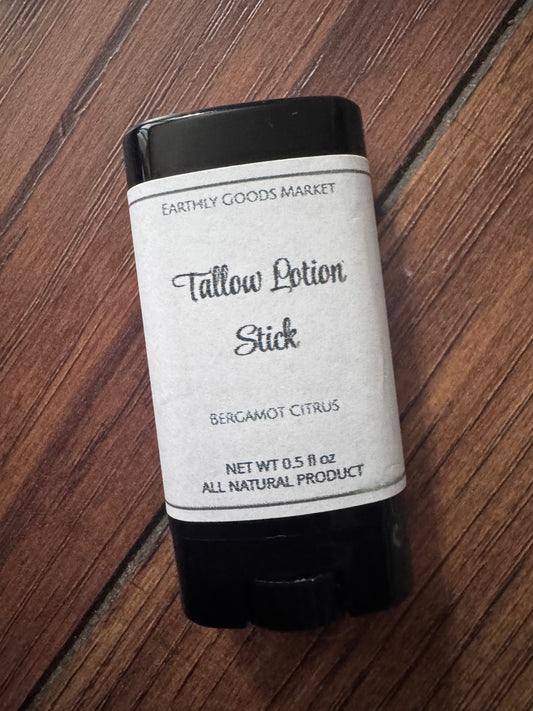 EARTHLY GOODS MARKET
Tallow Lotion
Stick
BERGAMOT CITRUS
NET WT 0.5 fl oz
ALL NATURAL PRODUCT